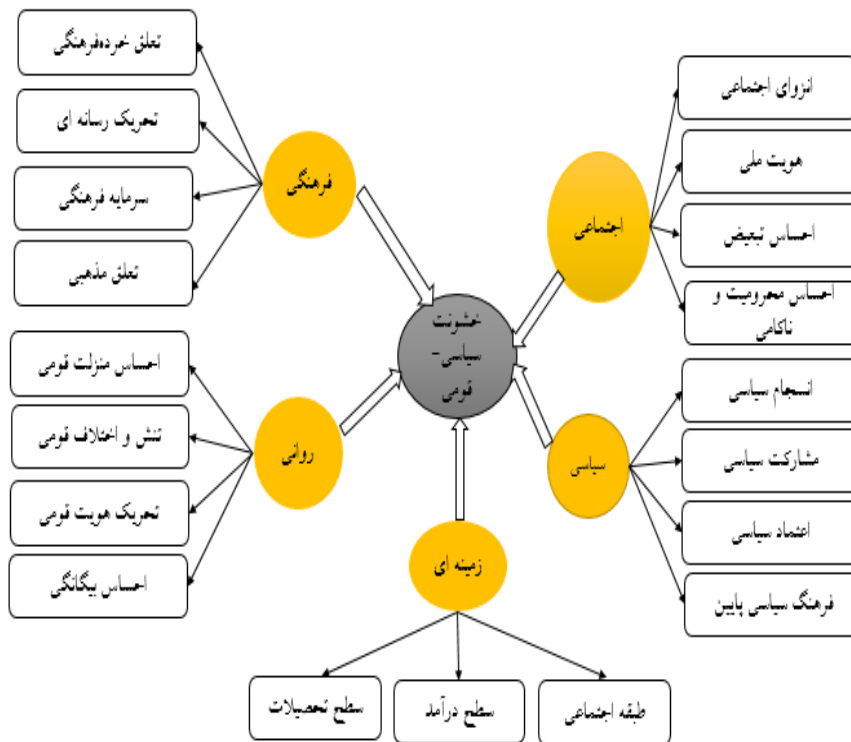 تعلق خرده‌فرهنگی
تحریک رسانه ای
سرمایه فرهنگی
تعلق مذهبی
فرهنگی
انزوای اجتماعی
هویت ملی
احساس تبعیض
احساس محرومیت و
ناکامی
اجتماعی
خشونت
سیاسی-
قومی
احساس منزلت قومی
تنش و اختلاف قومی
تحریک هویت قومی
احساس بیگانگی
روانی
انسجام سیاسی
مشارکت سیاسی
اعتماد سیاسی
فرهنگ سیاسی پایین
سیاسی
زمینه ای
طبقه اجتماعی
سطح درآمد
سطح تحصیلات